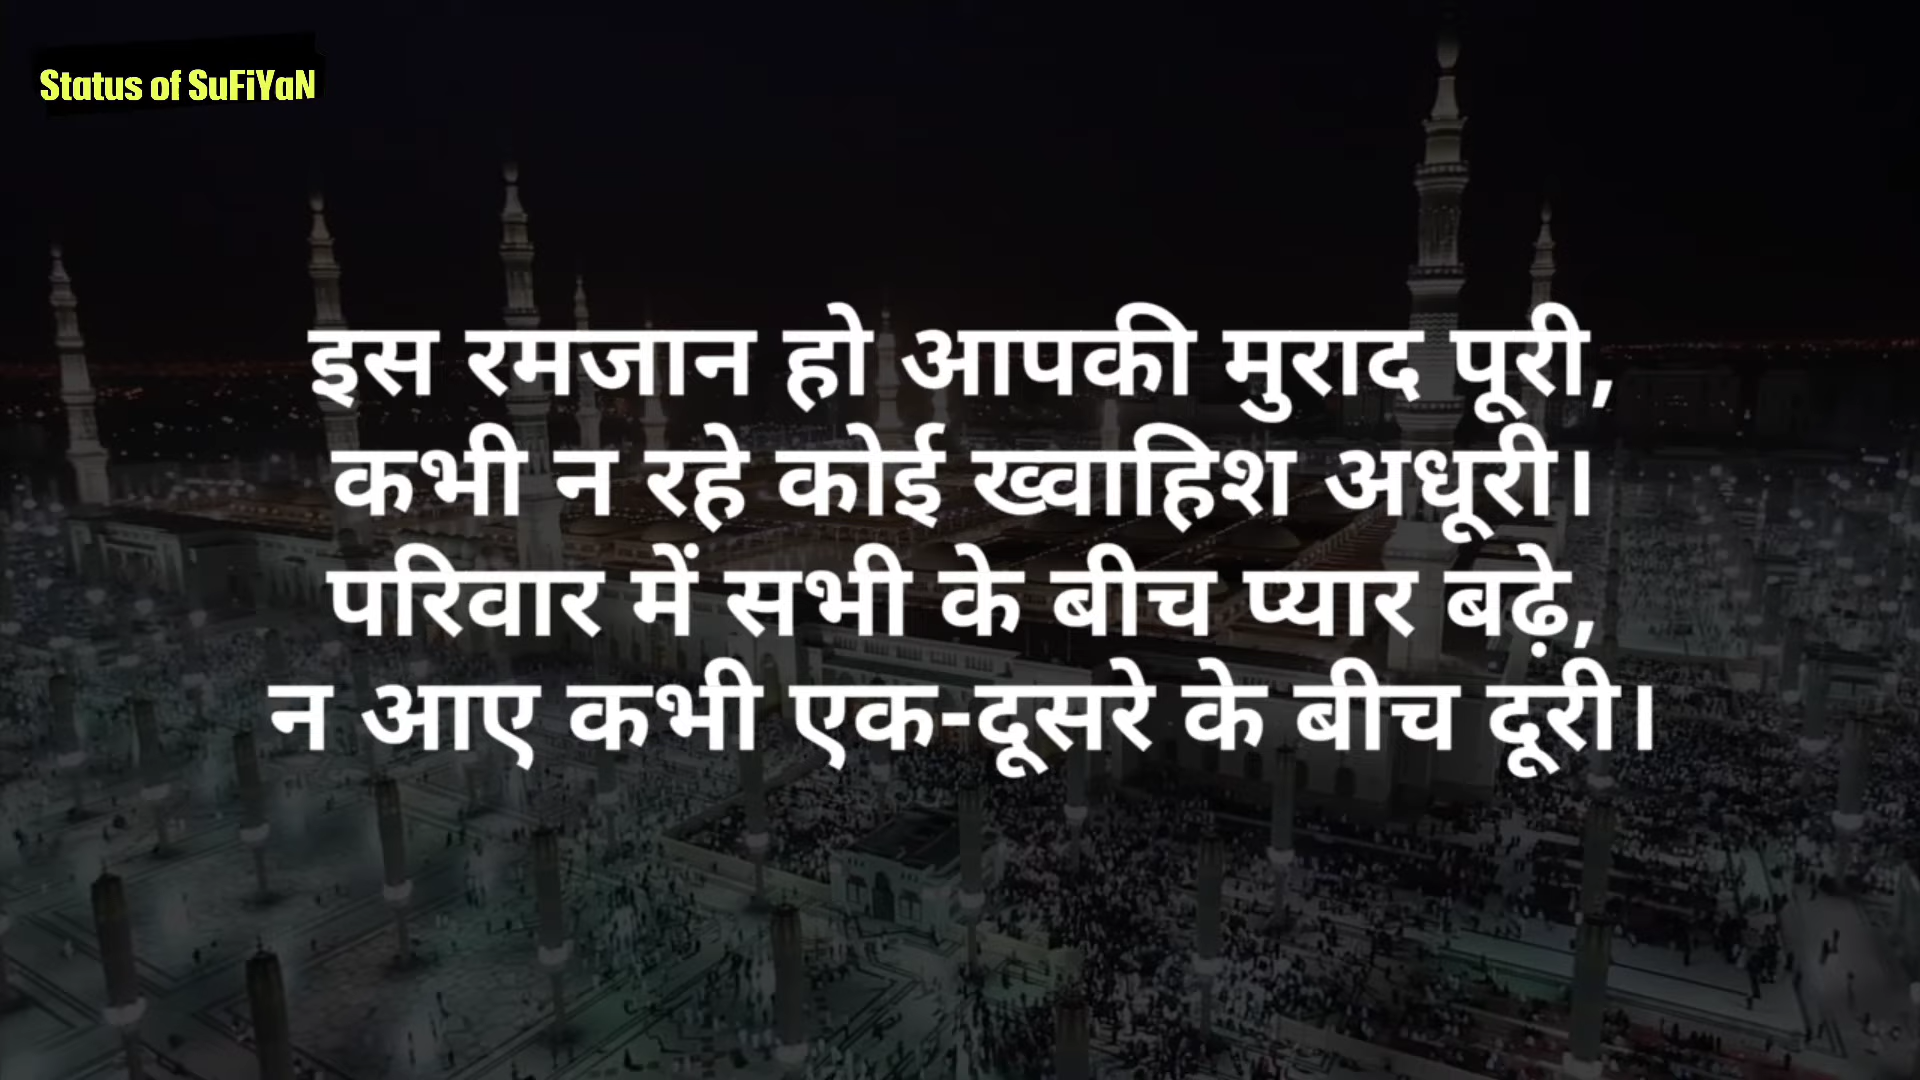 Status of SuFiYaN
इस रमजान हो आपकी मुराद पूरी,
कभी न रहे कोई ख्वाहिश अधूरी।
परिवार में सभी के बीच प्यार बढ़े,
न आए कभी एक-दूसरे के बीच दूरी।